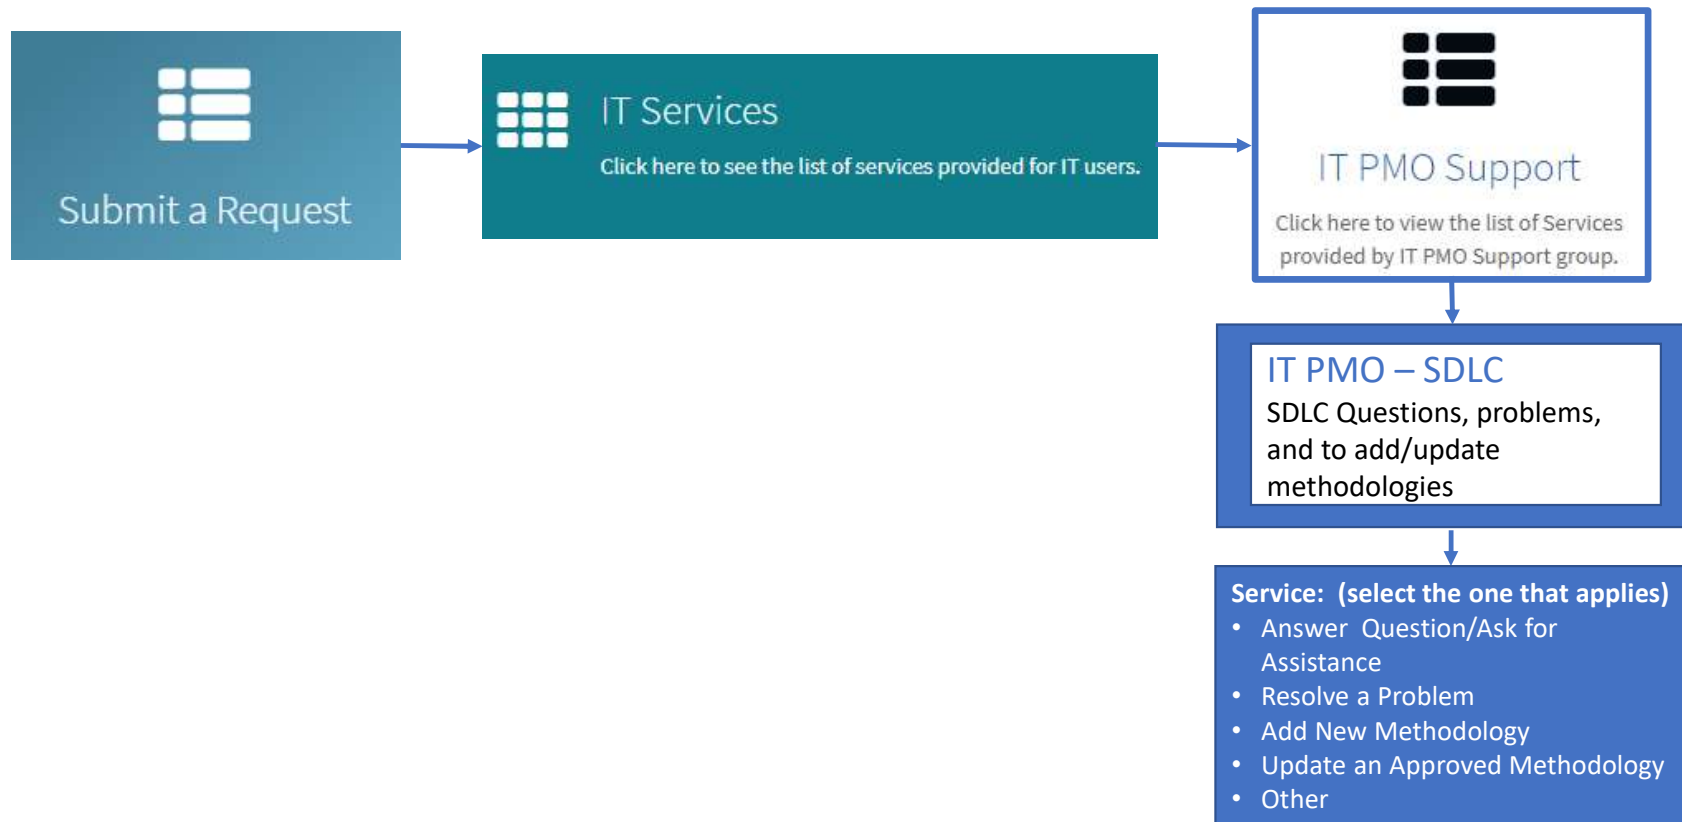 Submit a Request
IT Services
Click here to see the list of services provided for IT users.
IT PMO Support
Click here to view the list of Services
provided by IT PMO Support group.
IT PMO – SDLC
SDLC Questions, problems,
and to add/update
methodologies
Service:  (select the one that applies)
• Answer  Question/Ask for
Assistance
• Resolve a Problem
• Add New Methodology
• Update an Approved Methodology
• Other